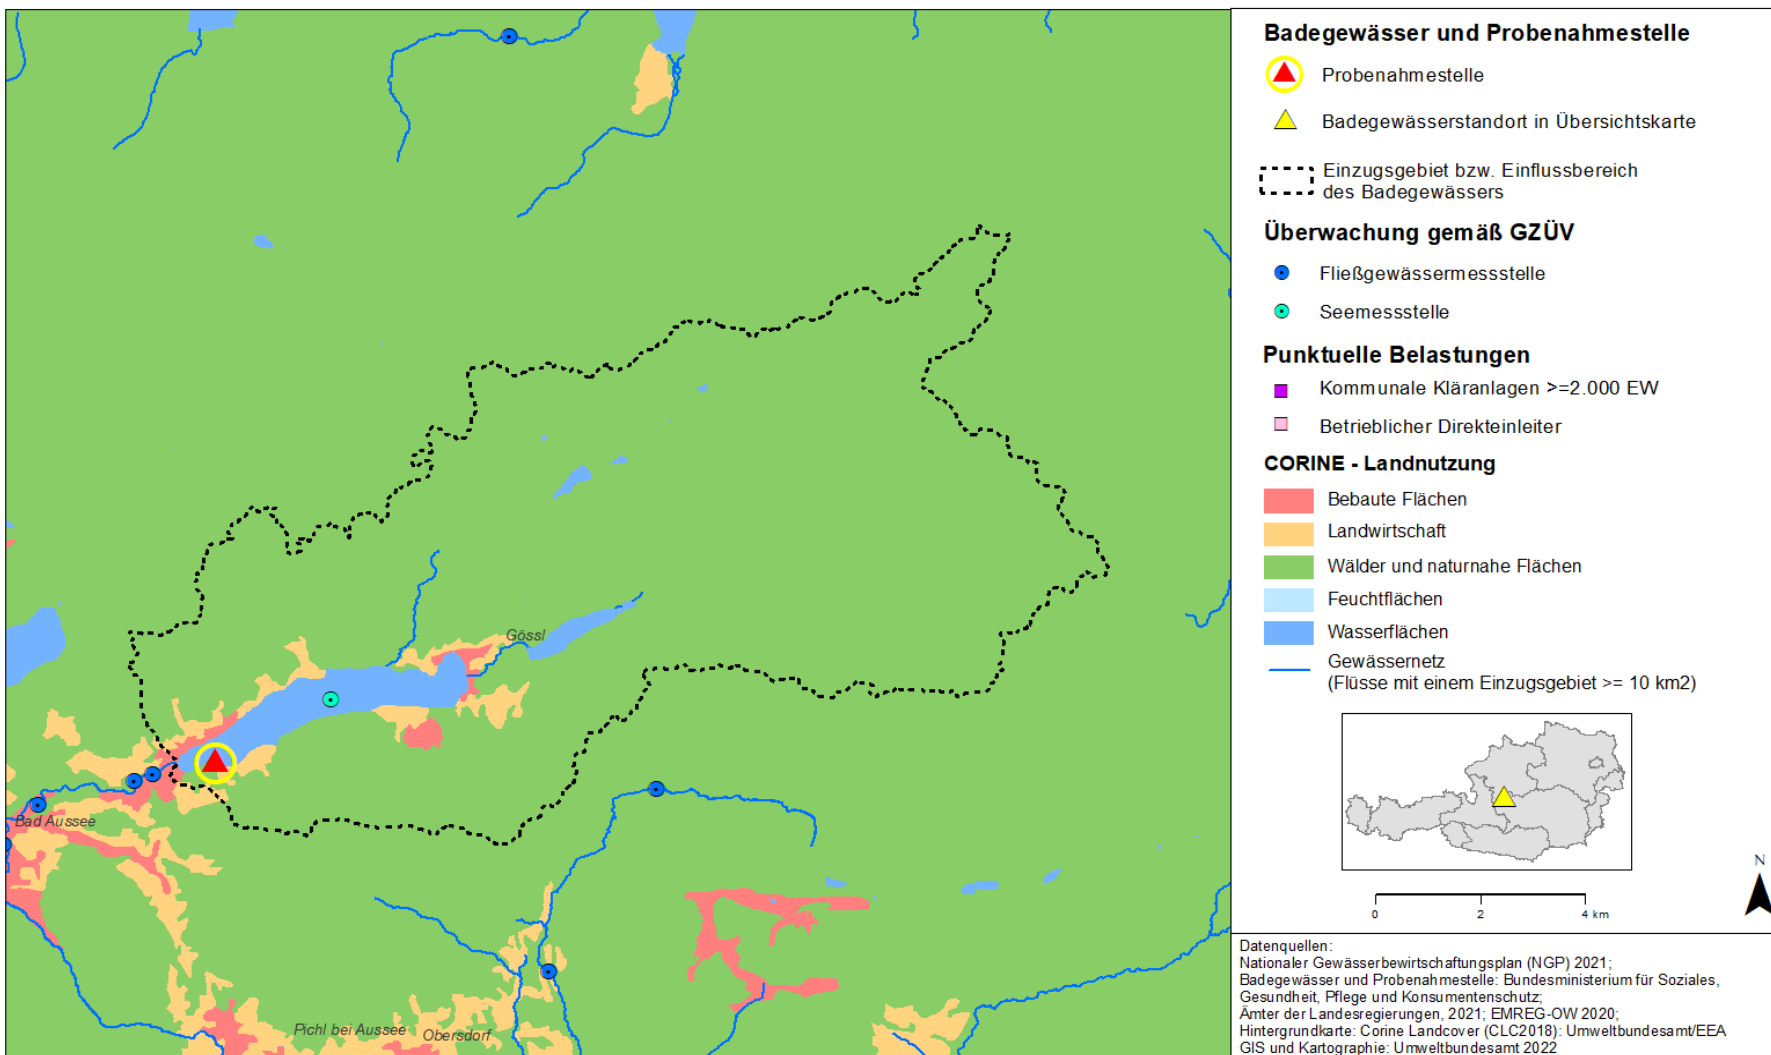 Badegewässer und Probenahmestelle
Probenahmestelle
Badegewässerstandort in Übersichtskarte
Einzugsgebiet bzw. Einflussbereich
des Badegewässers
Überwachung gemäß GZÜV
Fließgewässermessstelle
Seemessstelle
Punktuelle Belastungen
Kommunale Kläranlagen >=2.000 EW
Betrieblicher Direkteinleiter
CORINE - Landnutzung
Bebaute Flächen
Landwirtschaft
Wälder und naturnahe Flächen
Feuchtflächen
Wasserflächen
Gewässernetz
(Flüsse mit einem Einzugsgebiet >= 10 km2)
N
0 2 4 km
Datenquellen:
Nationaler Gewässerbewirtschaftungsplan (NGP) 2021;
Badegewässer und Probenahmestelle: Bundesministerium für Soziales,
Gesundheit, Pflege und Konsumentenschutz;
Ämter der Landesregierungen, 2021; EMREG-OW 2020;
Hintergrundkarte: Corine Landcover (CLC2018): Umweltbundesamt/EEA
GIS und Kartographie: Umweltbundesamt 2022
Gössl
Bad Aussee
Pichl bei Aussee
Obersdorf